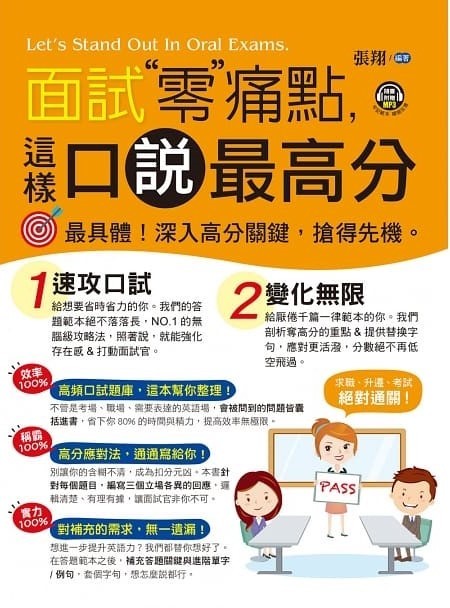 Let's Stand Out In Oral Exams.
張翔/編著
面試“零”痛點，
隨書附贈
MP3
這樣口說最高分
最具體！深入高分關鍵，搶得先機。
1 速攻口試
給想要省時省力的你。我們的答
題範本絕不落落長，NO.1 的無
腦級攻略法，照著說，就能強化
存在感 & 打動面試官。
2 變化無限
給厭倦千篇一律範本的你。我們
剖析奪高分的重點 & 提供替換字
句，應對更活潑，分數絕不再低
空飛過。
效率
100%
高頻口試題庫，這本幫你整理！
不管是考場、職場、需要表達的英語場，會被問到的問題皆囊
括進書，省下你 80% 的時間與精力，提高效率無極限。
稱霸
100%
高分應對法，通通寫給你！
別讓你的含糊不清，成為扣分元凶。本書針
對每個題目，編寫三個立場各異的回應，邏
輯清楚、有理有據，讓面試官非你不可。
實力
100%
對補充的需求，無一遺漏！
想進一步提升英語力？我們都替你想好了。
在答題範本之後，補充答題關鍵與進階單字
/ 例句，套個字句，想怎麼說都行。
求職、升遷、考試
絕對通關！
PASS